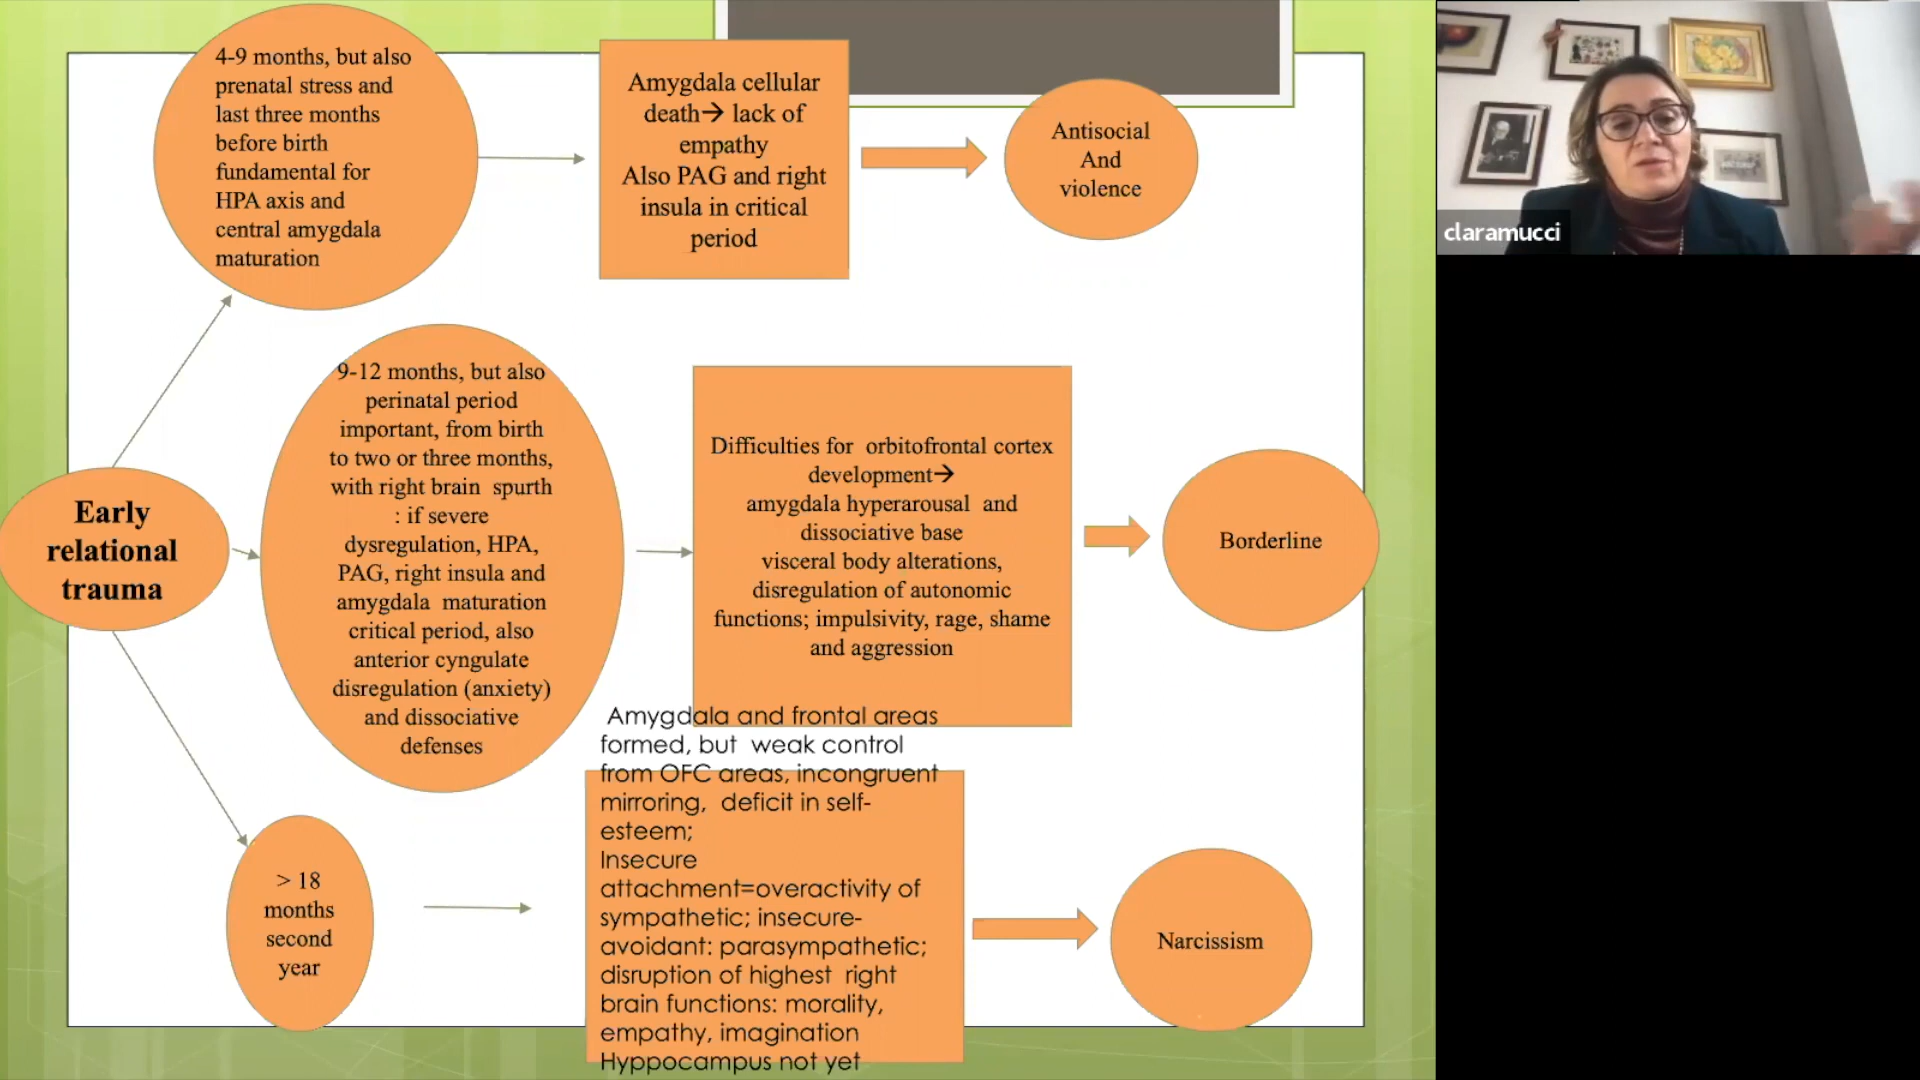 4-9 months, but also
prenatal stress and
last three months
before birth
fundamental for
HPA axis and
central amygdala
maturation
Amygdala cellular
death→ lack of
empathy
Also PAG and right
insula in critical
period
Antisocial
And
violence
claramucci
Early
relational
trauma
9-12 months, but also
perinatal period
important, from birth
to two or three months,
with right brain spurth
: if severe
dysregulation, HPA,
PAG, right insula and
amygdala maturation
critical period, also
anterior cyngulate
disregulation (anxiety)
and dissociative
defenses
Difficulties for orbitofrontal cortex
development→
amygdala hyperarousal and
dissociative base
visceral body alterations,
disregulation of autonomic
functions; impulsivity, rage, shame
and aggression
Borderline
> 18
months
second
year
Amygdala and frontal areas
formed, but weak control
from OFC areas, incongruent
mirroring, deficit in self-
esteem;
Insecure
attachment=overactivity of
sympathetic; insecure-
avoidant: parasympathetic;
disruption of highest right
brain functions: morality,
empathy, imagination
Hyppocampus not yet
Narcissism